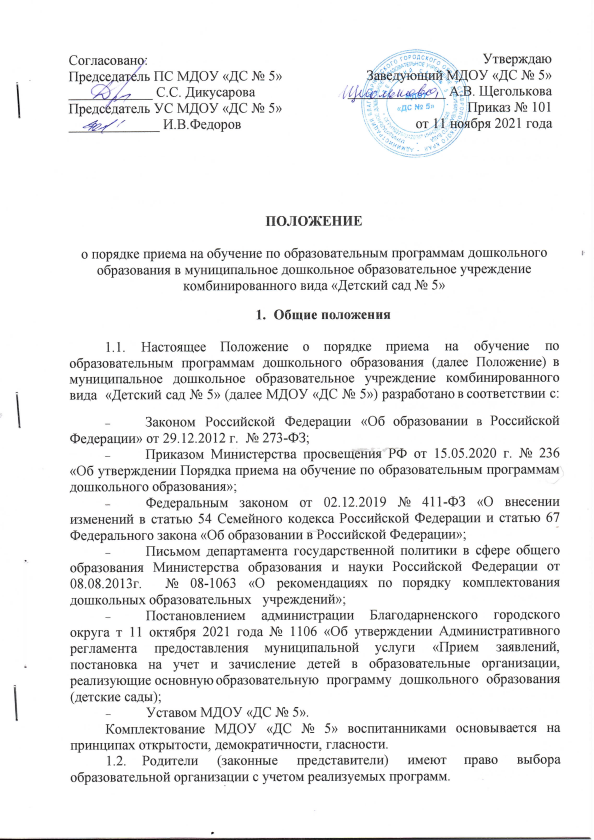 Согласовано:
Председатель ПС МДОУ «ДС № 5»
____________ С.С. Дикусарова
Председатель УС МДОУ «ДС № 5»
____________ И.В.Федоров
Утверждаю
Заведующий МДОУ «ДС № 5»
Щеголькова А.В. Щеголькова
Приказ № 101
от 11 ноября 2021 года
«ДС № 5»
ПОЛОЖЕНИЕ
о порядке приема на обучение по образовательным программам дошкольного
образования в муниципальное дошкольное образовательное учреждение
комбинированного вида «Детский сад № 5»
1. Общие положения
1.1. Настоящее Положение о порядке приема на обучение по
образовательным программам дошкольного образования (далее Положение) в
муниципальное дошкольное образовательное учреждение комбинированного
вида «Детский сад № 5» (далее МДОУ «ДС № 5») разработано в соответствии с:
– Законом Российской Федерации «Об образовании в Российской
Федерации» от 29.12.2012 г. № 273-ФЗ;
– Приказом Министерства просвещения РФ от 15.05.2020 г. № 236
«Об утверждении Порядка приема на обучение по образовательным программам
дошкольного образования»;
– Федеральным законом от 02.12.2019 № 411-ФЗ «О внесении
изменений в статью 54 Семейного кодекса Российской Федерации и статью 67
Федерального закона «Об образовании в Российской Федерации»;
– Письмом департамента государственной политики в сфере общего
образования Министерства образования и науки Российской Федерации от
08.08.2013г. № 08-1063 «О рекомендациях по порядку комплектования
дошкольных образовательных учреждений»;
– Постановлением администрации Благодарненского городского
округа т 11 октября 2021 года № 1106 «Об утверждении Административного
регламента предоставления муниципальной услуги «Прием заявлений,
постановка на учет и зачисление детей в образовательные организации,
реализующие основную образовательную программу дошкольного образования
(детские сады);
– Уставом МДОУ «ДС № 5».
Комплектование МДОУ «ДС № 5» воспитанниками основывается на
принципах открытости, демократичности, гласности.
1.2. Родители (законные представители) имеют право выбора
образовательной организации с учетом реализуемых программ.